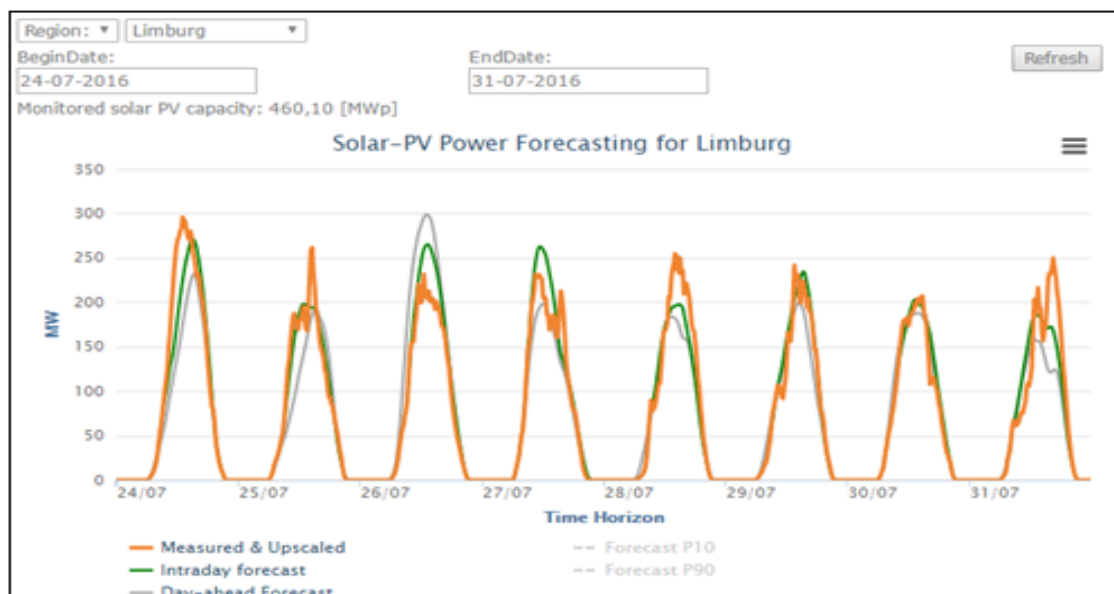 Region: Limburg
BeginDate: EndDate:
24-07-2016 31-07-2016 Refresh
Monitored solar PV capacity: 460,10 [MWp]
Solar-PV Power Forecasting for Limburg
350
300
250
200
150
100
50
0
MW
24/07 25/07 26/07 27/07 28/07 29/07 30/07 31/07
Time Horizon
Measured & Upscaled Forecast P10
Intraday forecast Forecast P90
Day-ahead Forecast